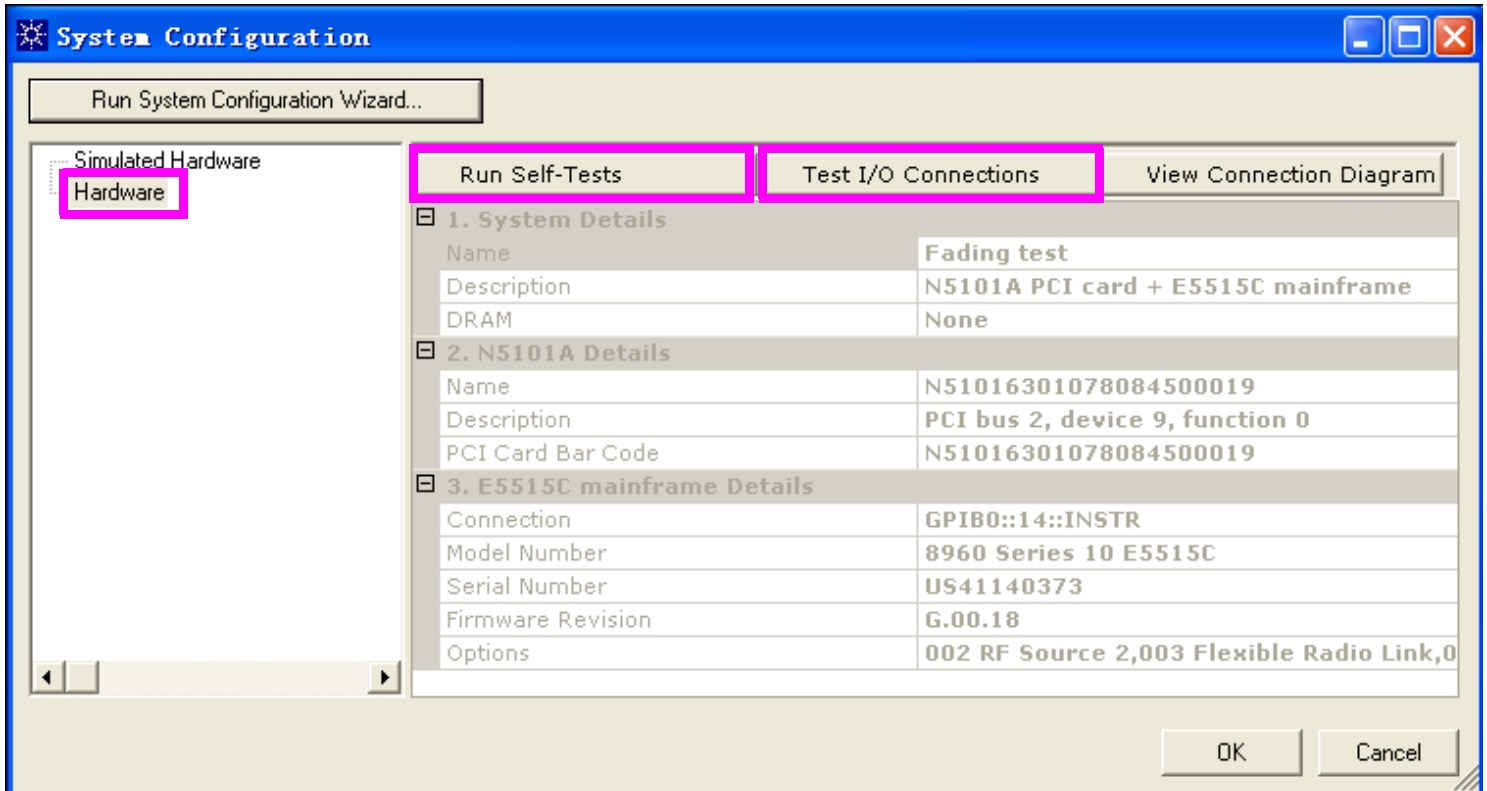 System Configuration
Run System Configuration Wizard...
Simulated Hardware
Hardware
Run Self-Tests
Test I/O Connections
View Connection Diagram
1. System Details
Name Fading test
Description N5101A PCI card + E5515C mainframe
DRAM None
2. N5101A Details
Name N51016301078084500019
Description PCI bus 2, device 9, function 0
PCI Card Bar Code N51016301078084500019
3. E5515C mainframe Details
Connection GPIB0::14::INSTR
Model Number 8960 Series 10 E5515C
Serial Number US41140373
Firmware Revision G.00.18
Options 002 RF Source 2,003 Flexible Radio Link,0
OK
Cancel